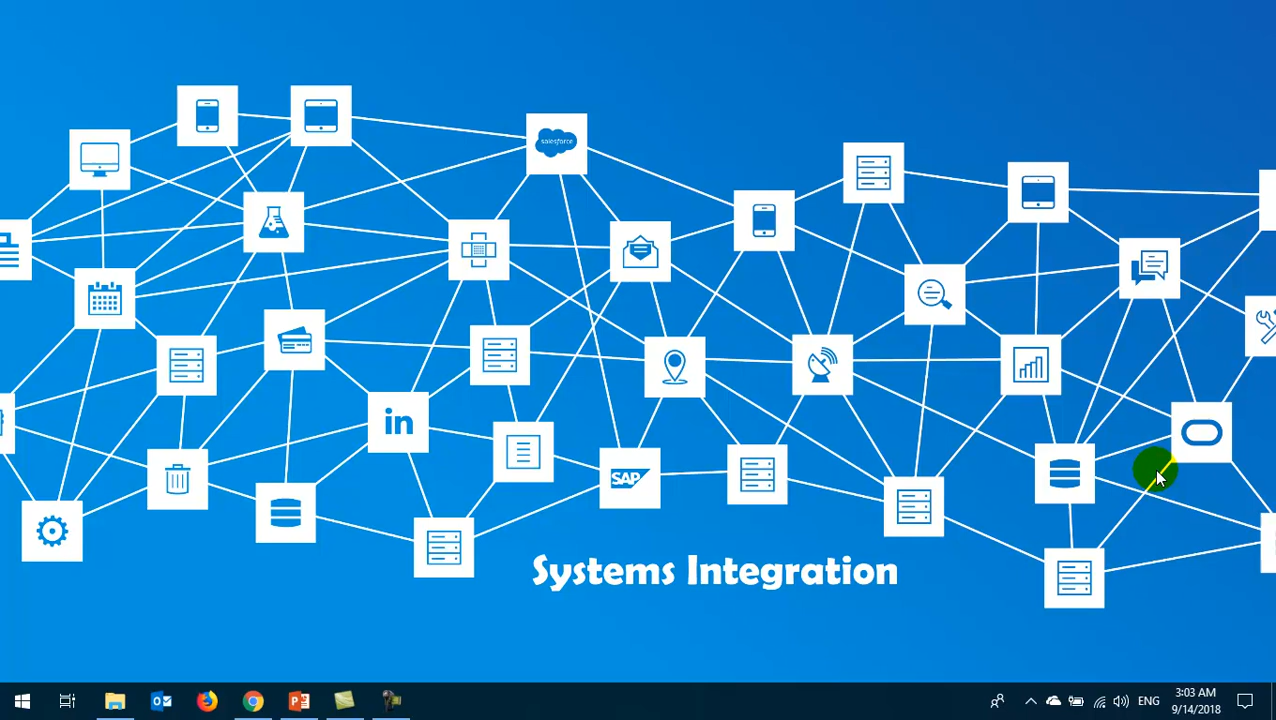 salesforce
in
SAP
Systems Integration
ENG
3:03 AM
9/14/2018